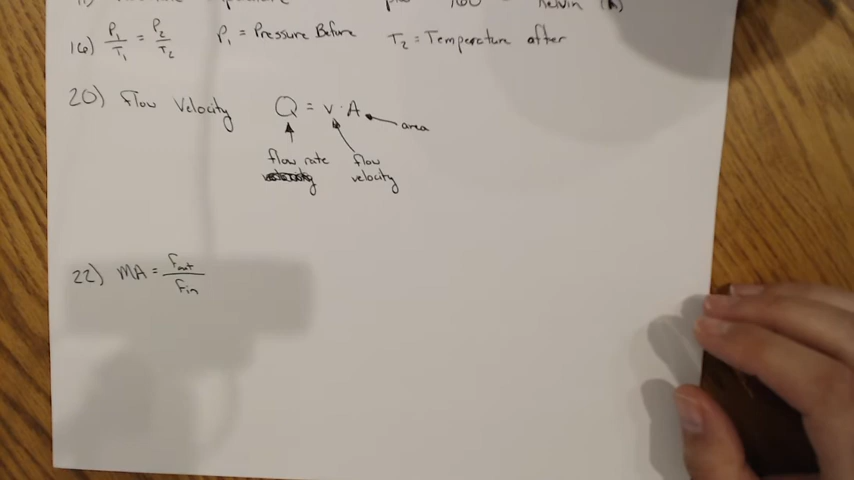 16) P₁/T₁ = P₂/T₂ P₁ = Pressure Before T₂ = Temperature after
20) Flow Velocity Q = v · A
area
flow rate flow
velocity
22) MA = Fout/Fin